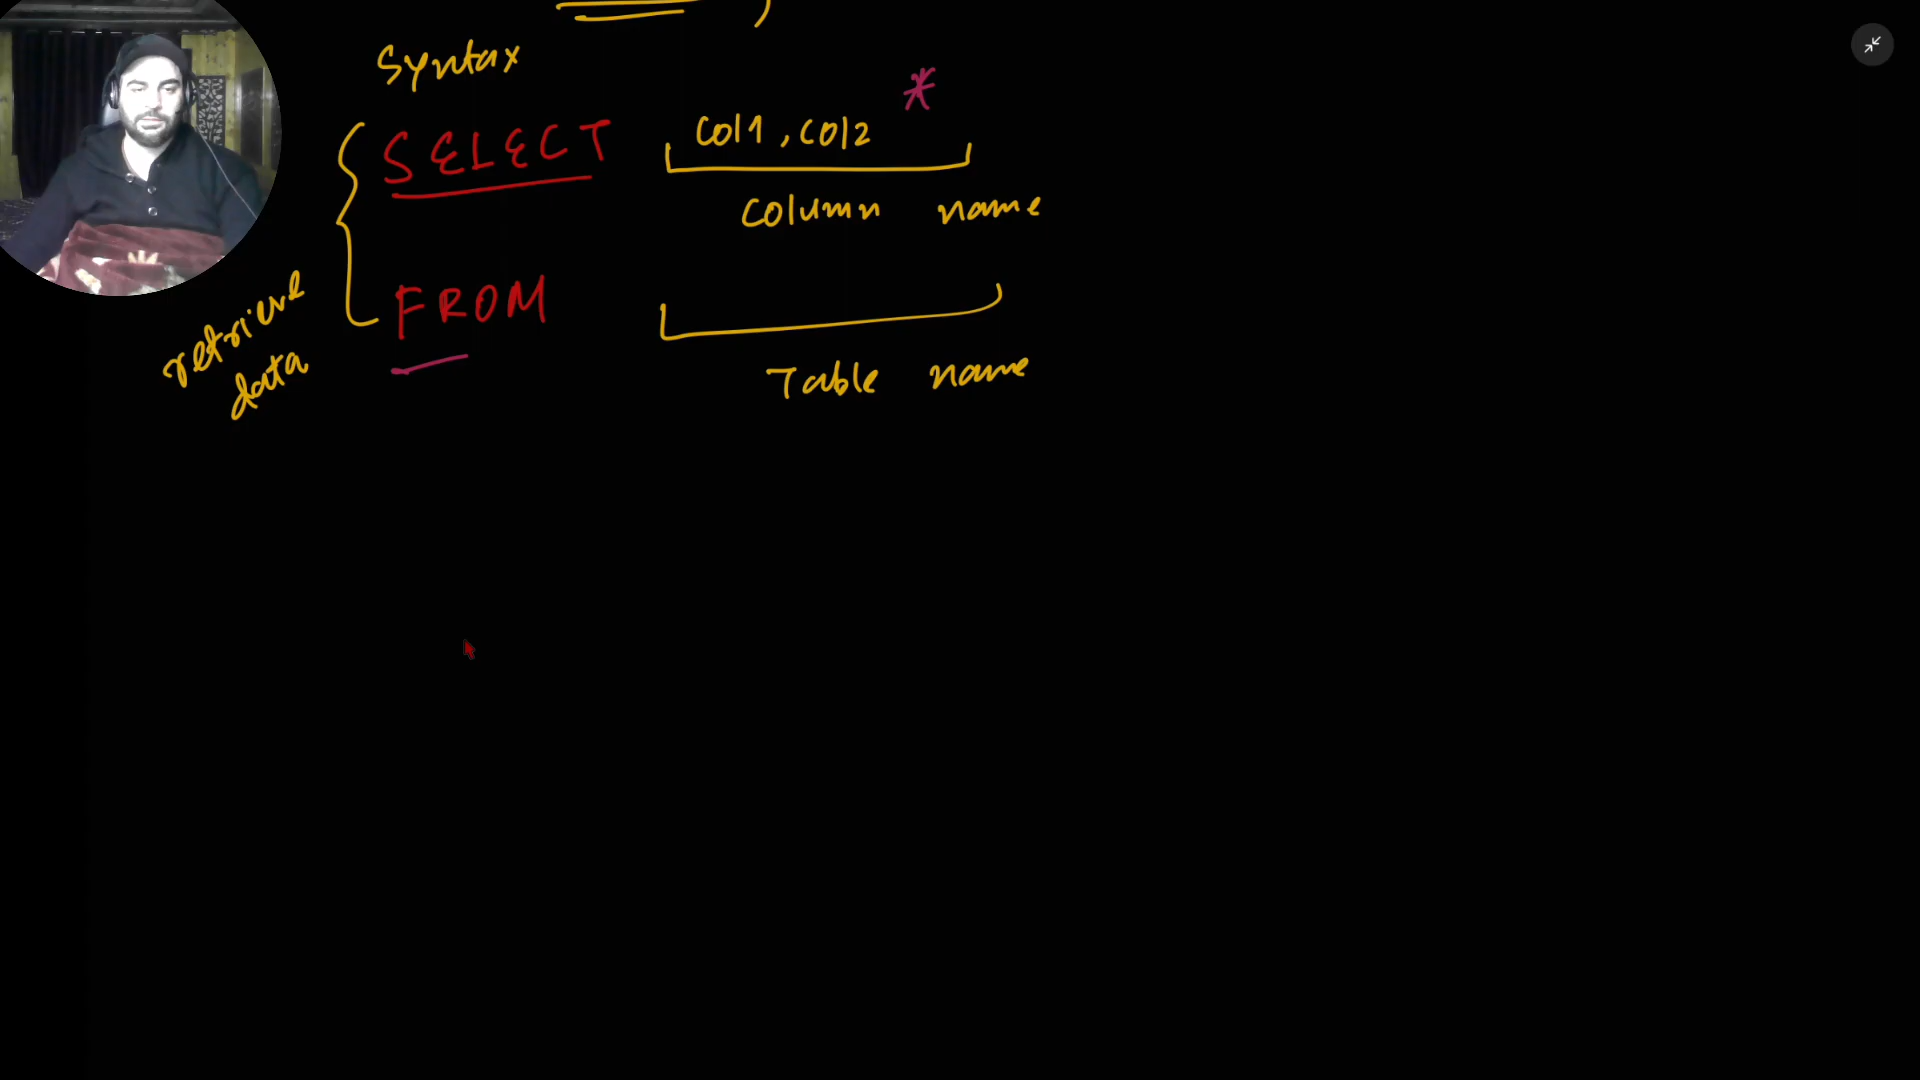 Syntax
*
SELECT col1, col2
column name
FROM
Table name
retrieve
data